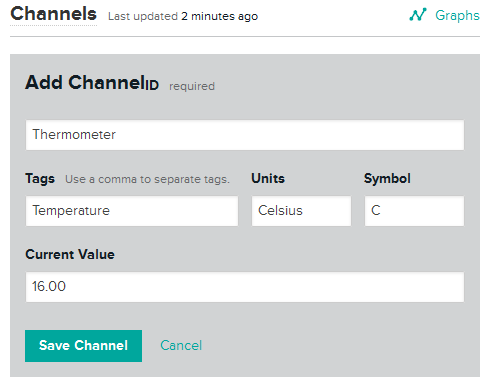 Channels Last updated 2 minutes ago Graphs
Add ChannelID required
Thermometer
Tags Use a comma to separate tags. Units Symbol
Temperature Celsius C
Current Value
16.00
Save Channel Cancel